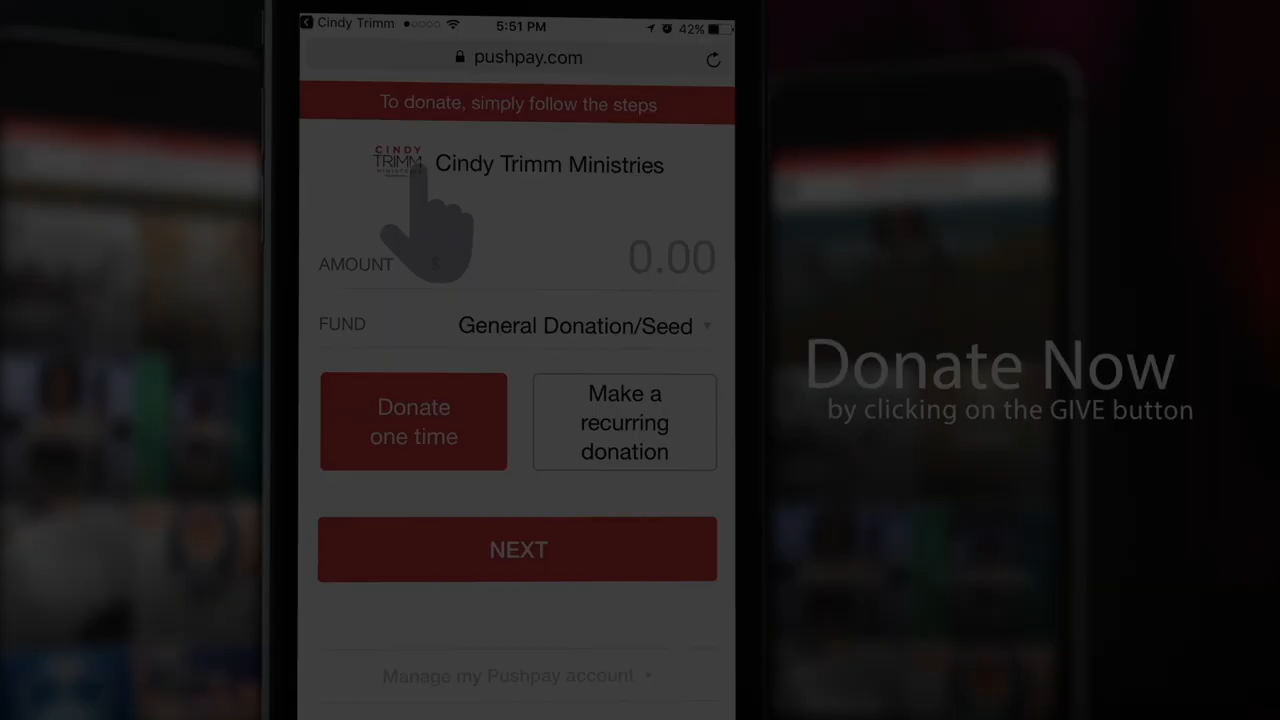 Cindy Trimm
5:51 PM
42%
pushpay.com
To donate, simply follow the steps
CINDY
TRIMM
Cindy Trimm Ministries
AMOUNT
$
0.00
FUND
General Donation/Seed
Donate
one time
Make a
recurring
donation
NEXT
Manage my Pushpay account
Donate Now
by clicking on the GIVE button